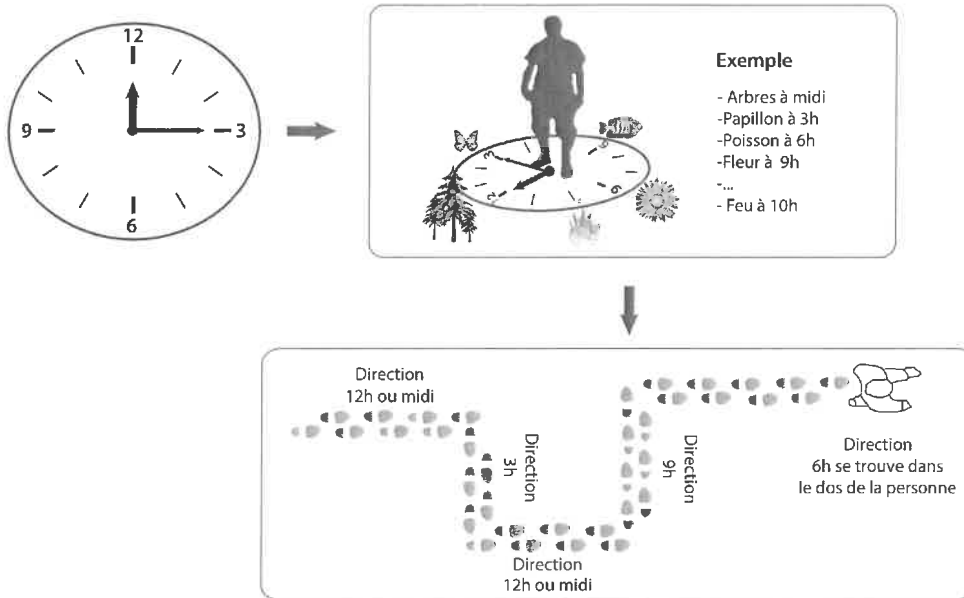 12
9
3
6
Exemple
- Arbres à midi
-Papillon à 3h
-Poisson à 6h
-Fleur à 9h
-...
- Feu à 10h
Direction
12h ou midi
Direction
3h
Direction
9h
Direction
6h se trouve dans
le dos de la personne
Direction
12h ou midi